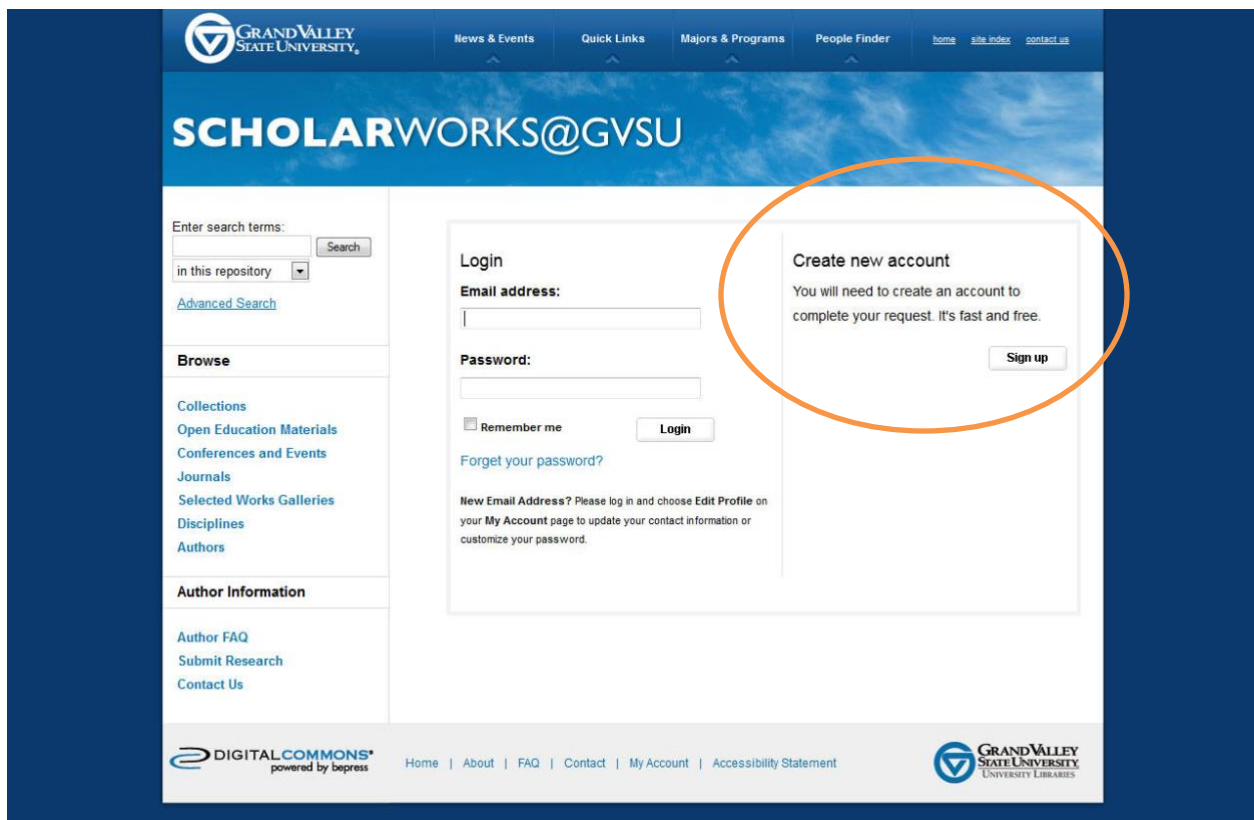 GRAND VALLEY
STATE UNIVERSITY®
News & Events
Quick Links
Majors & Programs
People Finder
home
site index
contact us
SCHOLARWORKS@GVSU
Enter search terms:
Search
in this repository
Advanced Search
Browse
Collections
Open Education Materials
Conferences and Events
Journals
Selected Works Galleries
Disciplines
Authors
Author Information
Author FAQ
Submit Research
Contact Us
Login
Email address:
Password:
Remember me
Login
Forget your password?
New Email Address? Please log in and choose Edit Profile on
your My Account page to update your contact information or
customize your password.
Create new account
You will need to create an account to
complete your request. It's fast and free.
Sign up
DIGITALCOMMONS®
powered by bepress
Home | About | FAQ | Contact | My Account | Accessibility Statement
GRAND VALLEY
STATE UNIVERSITY
UNIVERSITY LIBRARIES